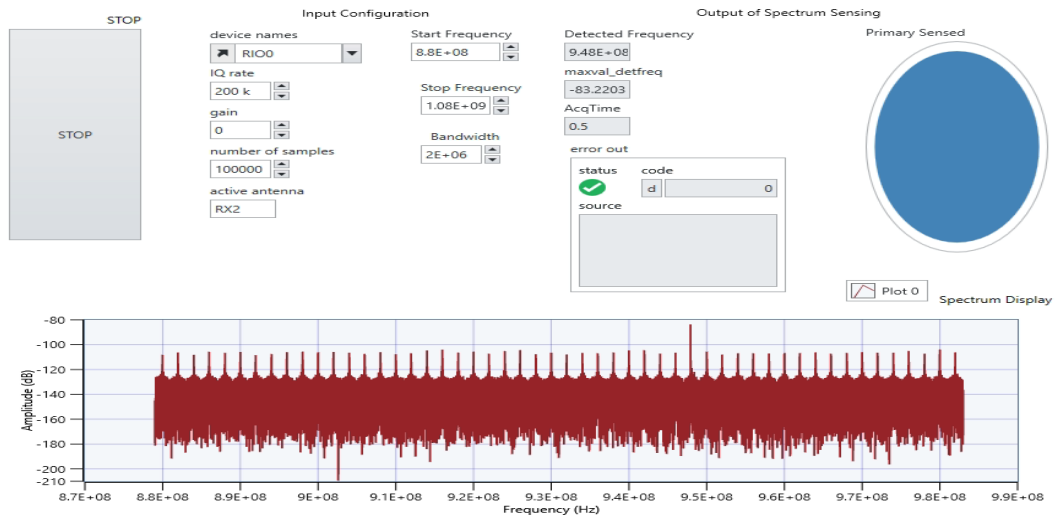 STOP
STOP
Input Configuration
device names
RIO0
IQ rate
200 k
gain
0
number of samples
100000
active antenna
RX2
Start Frequency
8.8E+08
Stop Frequency
1.08E+09
Bandwidth
2E+06
Output of Spectrum Sensing
Detected Frequency
9.48E+08
maxval_detfreq
-83.2203
AcqTime
0.5
error out
status code
d 0
source
Primary Sensed
Plot 0
Spectrum Display
Amplitude (dB)
-80
-100
-120
-140
-160
-180
-200
-210
8.7E+08 8.8E+08 8.9E+08 9E+08 9.1E+08 9.2E+08 9.3E+08 9.4E+08 9.5E+08 9.6E+08 9.7E+08 9.8E+08 9.9E+08
Frequency (Hz)